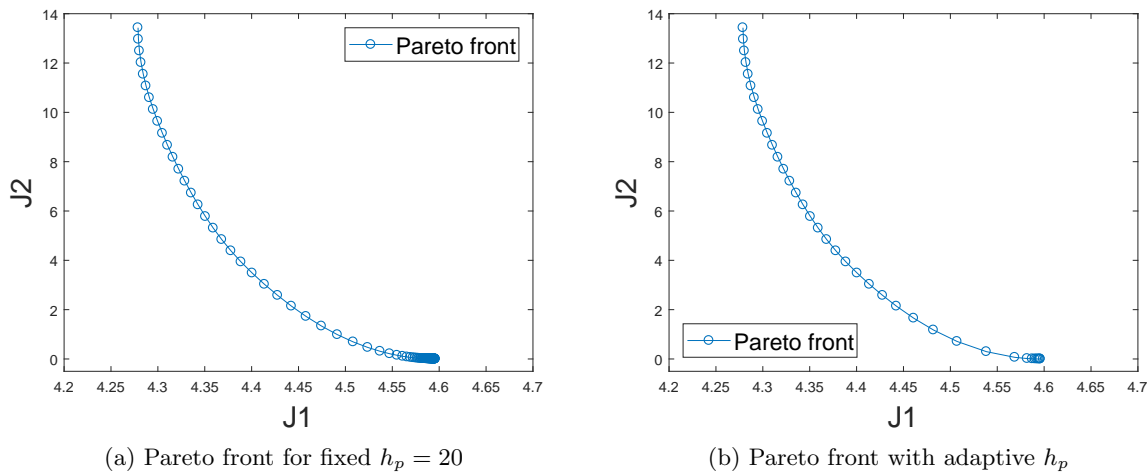 14
12
10
8
6
4
2
0
J2
Pareto front
4.2 4.25 4.3 4.35 4.4 4.45 4.5 4.55 4.6 4.65 4.7
J1
(a) Pareto front for fixed h_p = 20
14
12
10
8
6
4
2
0
J2
Pareto front
4.2 4.25 4.3 4.35 4.4 4.45 4.5 4.55 4.6 4.65 4.7
J1
(b) Pareto front with adaptive h_p